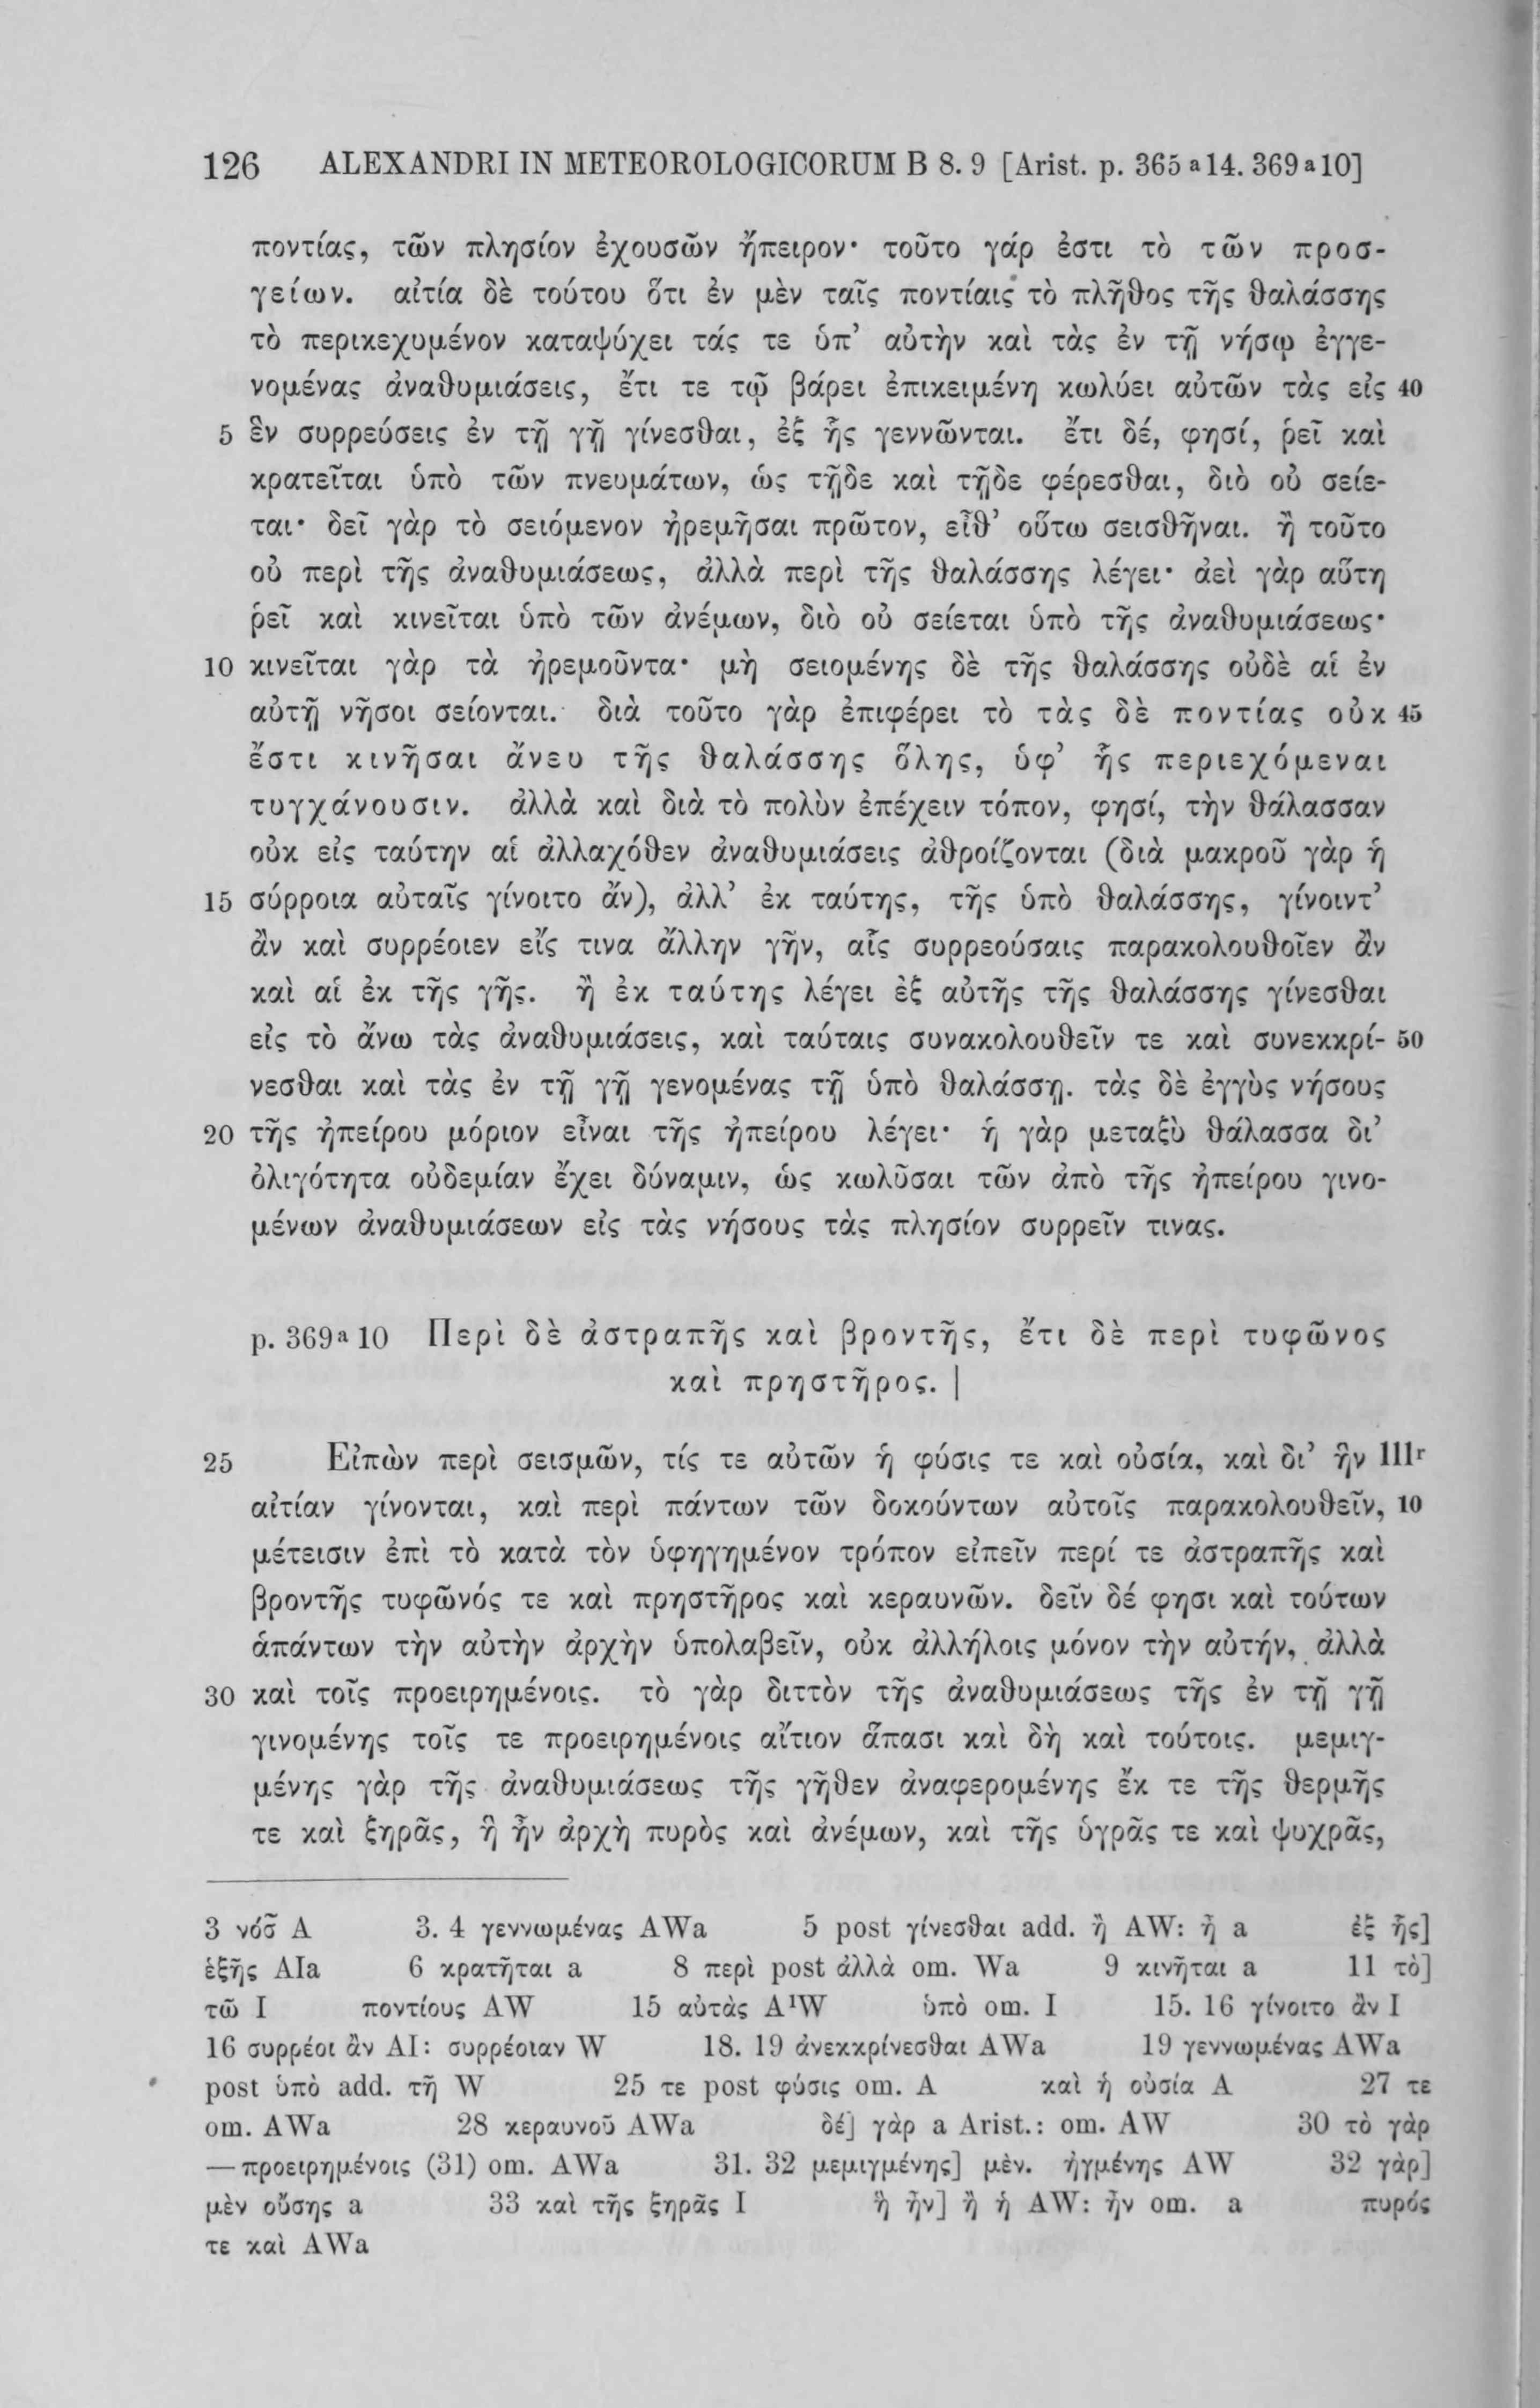 126 ALEXANDRI IN METEOROLOGICORUM B 8. 9 [Arist. p. 365 a 14. 369 a 10]
ποντίας, τῶν πλησίον ἐχουσῶν ἤπειρον· τοῦτο γάρ ἐστι τὸ τῶν προσ-
γείων. αἰτία δὲ τούτου ὅτι ἐν μὲν ταῖς ποντίαις τὸ πλῆθος τῆς θαλάσσης
τὸ περικεχυμένον καταψύχει τάς τε ὑπ’ αὐτὴν καὶ τὰς ἐν τῇ νήσῳ ἐγγε-
νομένας ἀναθυμιάσεις, ἔτι τε τῷ βάρει ἐπικειμένη κωλύει αὐτῶν τὰς εἰς 40
5 ἓν συρρεύσεις ἐν τῇ γῇ γίνεσθαι, ἐξ ἧς γεννῶνται. ἔτι δέ, φησί, ῥεῖ καὶ
κρατεῖται ὑπὸ τῶν πνευμάτων, ὡς τῇδε καὶ τῇδε φέρεσθαι, διὸ οὐ σείε-
ται· δεῖ γὰρ τὸ σειόμενον ἠρεμῆσαι πρῶτον, εἶθ’ οὕτω σεισθῆναι. ἢ τοῦτο
οὐ περὶ τῆς ἀναθυμιάσεως, ἀλλὰ περὶ τῆς θαλάσσης λέγει· ἀεὶ γὰρ αὕτη
ῥεῖ καὶ κινεῖται ὑπὸ τῶν ἀνέμων, διὸ οὐ σείεται ὑπὸ τῆς ἀναθυμιάσεως·
10 κινεῖται γὰρ τὰ ἠρεμοῦντα· μὴ σειομένης δὲ τῆς θαλάσσης οὐδὲ αἱ ἐν
αὐτῇ νῆσοι σείονται. διὰ τοῦτο γὰρ ἐπιφέρει τὸ τὰς δὲ ποντίας οὐκ 45
ἔστι κινῆσαι ἄνευ τῆς θαλάσσης ὅλης, ὑφ’ ἧς περιεχόμεναι
τυγχάνουσιν. ἀλλὰ καὶ διὰ τὸ πολὺν ἐπέχειν τόπον, φησί, τὴν θάλασσαν
οὐκ εἰς ταύτην αἱ ἀλλαχόθεν ἀναθυμιάσεις ἀθροίζονται (διὰ μακροῦ γὰρ ἡ
15 σύρροια αὐταῖς γίνοιτο ἄν), ἀλλ’ ἐκ ταύτης, τῆς ὑπὸ θαλάσσης, γίνοιντ’
ἂν καὶ συρρέοιεν εἴς τινα ἄλλην γῆν, αἷς συρρεούσαις παρακολουθοῖεν ἂν
καὶ αἱ ἐκ τῆς γῆς. ἢ ἐκ ταύτης λέγει ἐξ αὐτῆς τῆς θαλάσσης γίνεσθαι
εἰς τὸ ἄνω τὰς ἀναθυμιάσεις, καὶ ταύταις συνακολουθεῖν τε καὶ συνεκκρί- 50
νεσθαι καὶ τὰς ἐν τῇ γῇ γενομένας τῇ ὑπὸ θαλάσσῃ. τὰς δὲ ἐγγὺς νήσους
20 τῆς ἠπείρου μόριον εἶναι τῆς ἠπείρου λέγει· ἡ γὰρ μεταξὺ θάλασσα δι’
ὀλιγότητα οὐδεμίαν ἔχει δύναμιν, ὡς κωλῦσαι τῶν ἀπὸ τῆς ἠπείρου γινο-
μένων ἀναθυμιάσεων εἰς τὰς νήσους τὰς πλησίον συρρεῖν τινας.
p. 369 a 10 Περὶ δὲ ἀστραπῆς καὶ βροντῆς, ἔτι δὲ περὶ τυφῶνος
καὶ πρηστῆρος. |
25 Εἰπὼν περὶ σεισμῶν, τίς τε αὐτῶν ἡ φύσις τε καὶ οὐσία, καὶ δι’ ἣν 111r
αἰτίαν γίνονται, καὶ περὶ πάντων τῶν δοκούντων αὐτοῖς παρακολουθεῖν, 10
μέτεισιν ἐπὶ τὸ κατὰ τὸν ὑφηγημένον τρόπον εἰπεῖν περί τε ἀστραπῆς καὶ
βροντῆς τυφῶνός τε καὶ πρηστῆρος καὶ κεραυνῶν. δεῖν δέ φησι καὶ τούτων
ἁπάντων τὴν αὐτὴν ἀρχὴν ὑπολαβεῖν, οὐκ ἀλλήλοις μόνον τὴν αὐτήν, ἀλλὰ
30 καὶ τοῖς προειρημένοις. τὸ γὰρ διττὸν τῆς ἀναθυμιάσεως τῆς ἐν τῇ γῇ
γινομένης τοῖς τε προειρημένοις αἴτιον ἅπασι καὶ δὴ καὶ τούτοις. μεμιγ-
μένης γὰρ τῆς ἀναθυμιάσεως τῆς γῆθεν ἀναφερομένης ἔκ τε τῆς θερμῆς
τε καὶ ξηρᾶς, ἣ ἦν ἀρχὴ πυρὸς καὶ ἀνέμων, καὶ τῆς ὑγρᾶς τε καὶ ψυχρᾶς,
3 νόσ͂ A 3. 4 γεννωμένας AWa 5 post γίνεσθαι add. ἢ AW: ἦ a ἐξ ἧς]
ἑξῆς AIa 6 κρατῆται a 8 περὶ post ἀλλὰ om. Wa 9 κινῆται a 11 τὸ]
τῶ I ποντίους AW 15 αὐτὰς A¹W ὑπὸ om. I 15. 16 γίνοιτο ἂν I
16 συρρέοι ἂν AI: συρρέοιαν W 18. 19 ἀνεκκρίνεσθαι AWa 19 γεννωμένας AWa
post ὑπὸ add. τῆ W 25 τε post φύσις om. A καὶ ἡ οὐσία A 27 τε
om. AWa 28 κεραυνοῦ AWa δέ] γὰρ a Arist.: om. AW 30 τὸ γὰρ
— προειρημένοις (31) om. AWa 31. 32 μεμιγμένης] μὲν. ἡγμένης AW 32 γὰρ]
μὲν οὔσης a 33 καὶ τῆς ξηρᾶς I ἣ ἦν] ἢ ἡ AW: ἦν om. a πυρός
τε καὶ AWa